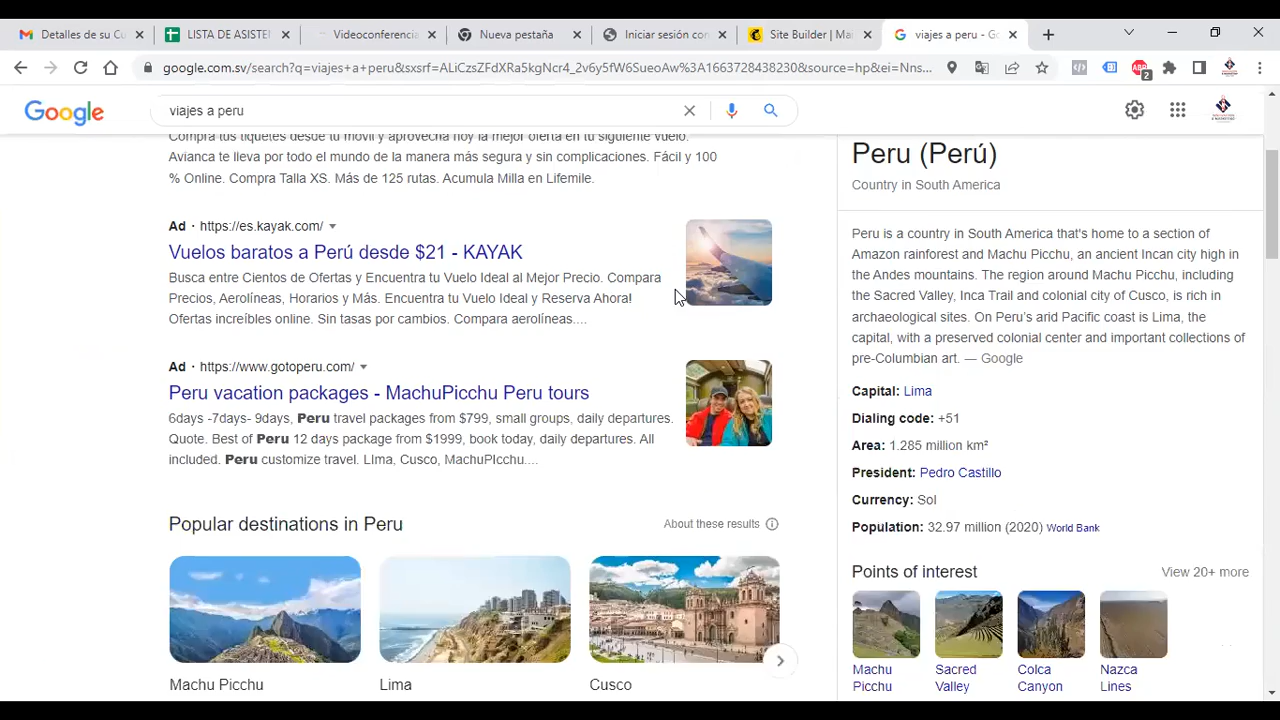 Detalles de su Cu
LISTA DE ASISTE
Videoconferencia
Nueva pestaña
Iniciar sesión con
Site Builder | Ma
viajes a peru - Go
google.com.sv/search?q=viajes+a+peru&sxsrf=ALiCzsZFdXRa5kgNcr4_2v6y5fW6SueoAw%3A1663728438230&source=hp&ei=Nns...
2
Google
viajes a peru
Compra tus tiquetes desde tu móvil y aprovecha hoy la mejor oferta en tu siguiente vuelo.
Avianca te lleva por todo el mundo de la manera más segura y sin complicaciones. Fácil y 100
% Online. Compra Talla XS. Más de 125 rutas. Acumula Milla en Lifemile.
Ad · https://es.kayak.com/
Vuelos baratos a Perú desde $21 - KAYAK
Busca entre Cientos de Ofertas y Encuentra tu Vuelo Ideal al Mejor Precio. Compara
Precios, Aerolíneas, Horarios y Más. Encuentra tu Vuelo Ideal y Reserva Ahora!
Ofertas increíbles online. Sin tasas por cambios. Compara aerolíneas....
Ad · https://www.gotoperu.com/
Peru vacation packages - MachuPicchu Peru tours
6days -7days- 9days, Peru travel packages from $799, small groups, daily departures.
Quote. Best of Peru 12 days package from $1999, book today, daily departures. All
included. Peru customize travel. LIma, Cusco, MachuPIcchu....
Popular destinations in Peru
About these results
Machu Picchu
Lima
Cusco
Peru (Perú)
Country in South America
Peru is a country in South America that's home to a section of
Amazon rainforest and Machu Picchu, an ancient Incan city high in
the Andes mountains. The region around Machu Picchu, including
the Sacred Valley, Inca Trail and colonial city of Cusco, is rich in
archaeological sites. On Peru's arid Pacific coast is Lima, the
capital, with a preserved colonial center and important collections of
pre-Columbian art. — Google
Capital: Lima
Dialing code: +51
Area: 1.285 million km²
President: Pedro Castillo
Currency: Sol
Population: 32.97 million (2020) World Bank
Points of interest
View 20+ more
Machu
Picchu
Sacred
Valley
Colca
Canyon
Nazca
Lines